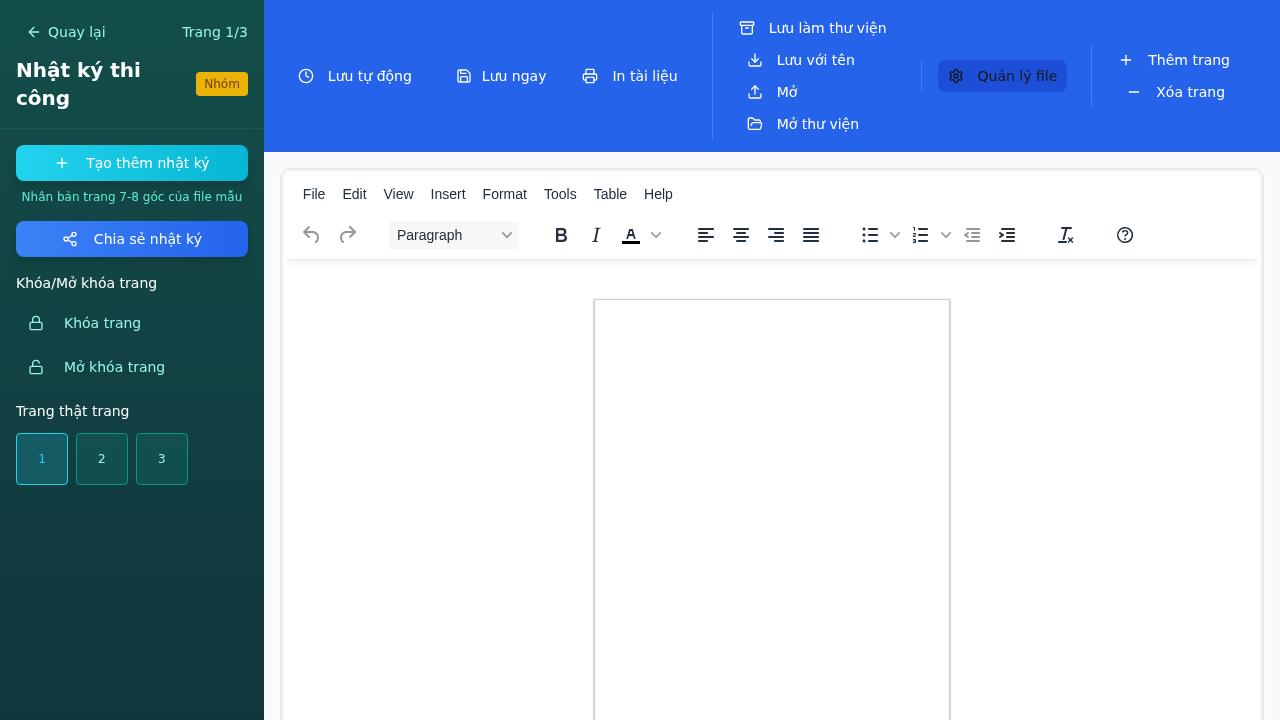 Quay lại
Trang 1/3
Nhật ký thi công
Nhóm
Tạo thêm nhật ký
Nhân bản trang 7-8 góc của file mẫu
Chia sẻ nhật ký
Khóa/Mở khóa trang
Khóa trang
Mở khóa trang
Trang thật trang
1 2 3
Lưu tự động
Lưu ngay
In tài liệu
Lưu làm thư viện
Lưu với tên
Mở
Mở thư viện
Quản lý file
Thêm trang
Xóa trang
File Edit View Insert Format Tools Table Help
Paragraph